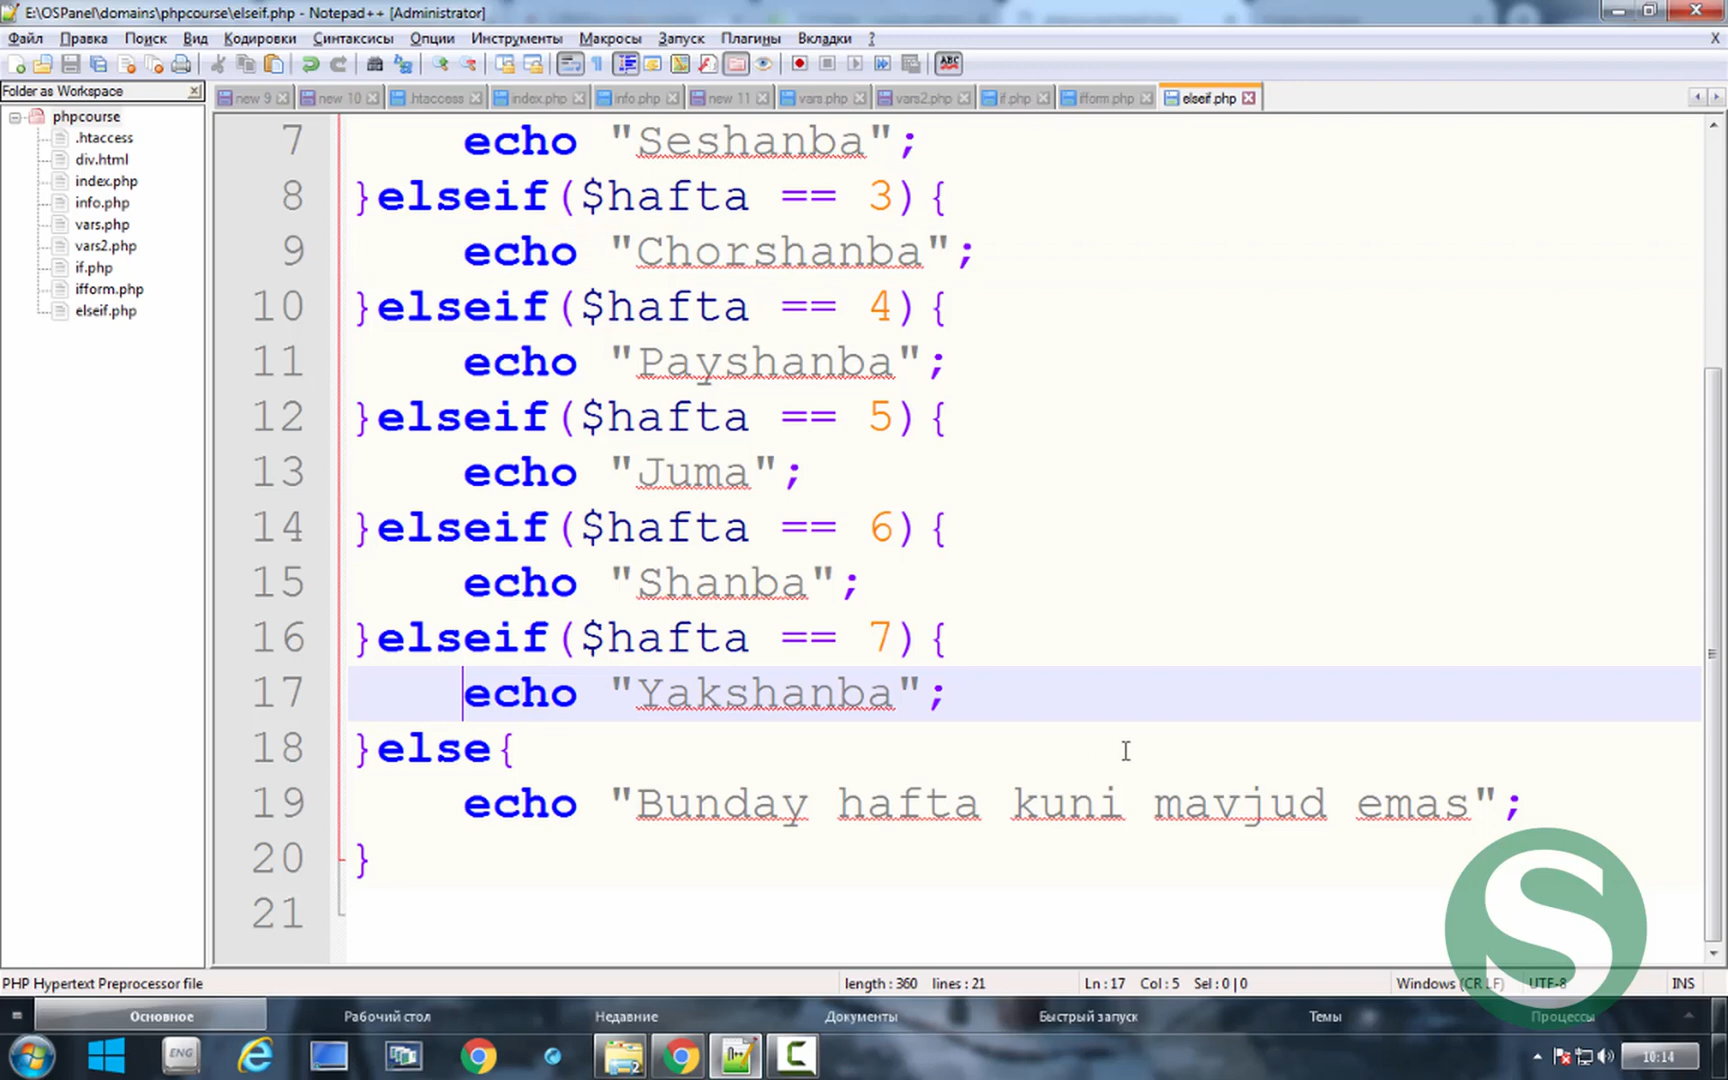 E:\OSPanel\domains\phpcourse\elseif.php - Notepad++ [Administrator]
Файл Правка Поиск Вид Кодировки Синтаксисы Опции Инструменты Макросы Запуск Плагины Вкладки ? X
Folder as Workspace
new 9 new 10 .htaccess index.php info.php new 11 vars.php vars2.php if.php ifform.php elseif.php
phpcourse
.htaccess
div.html
index.php
info.php
vars.php
vars2.php
if.php
ifform.php
elseif.php
7 echo "Seshanba";
8 }elseif($hafta == 3){
9 echo "Chorshanba";
10 }elseif($hafta == 4){
11 echo "Payshanba";
12 }elseif($hafta == 5){
13 echo "Juma";
14 }elseif($hafta == 6){
15 echo "Shanba";
16 }elseif($hafta == 7){
17 echo "Yakshanba";
18 }else{
19 echo "Bunday hafta kuni mavjud emas";
20 }
21
PHP Hypertext Preprocessor file length : 360 lines : 21 Ln : 17 Col : 5 Sel : 0 | 0 Windows (CR LF) UTF-8 INS
Основное Рабочий стол Недавние Документы Быстрый запуск Темы Процессы
ENG 10:14
S